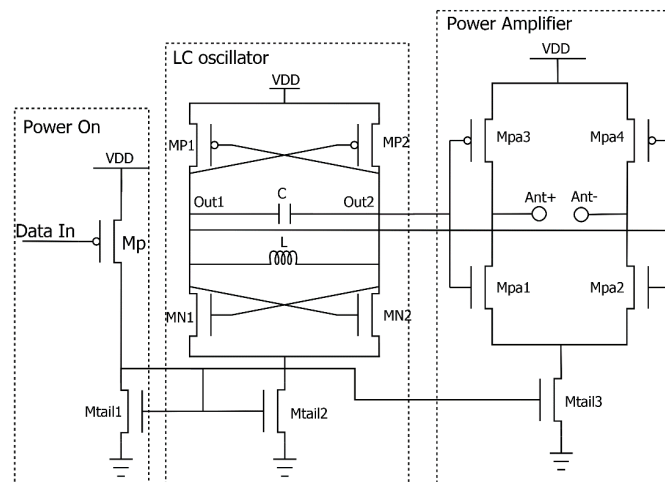 Power Amplifier
LC oscillator
VDD
VDD
Power On
MP1
MP2
Mpa3
Mpa4
VDD
C
Out1
Out2
Ant+
Ant-
Data In
Mp
L
MN1
MN2
Mpa1
Mpa2
Mtail1
Mtail2
Mtail3